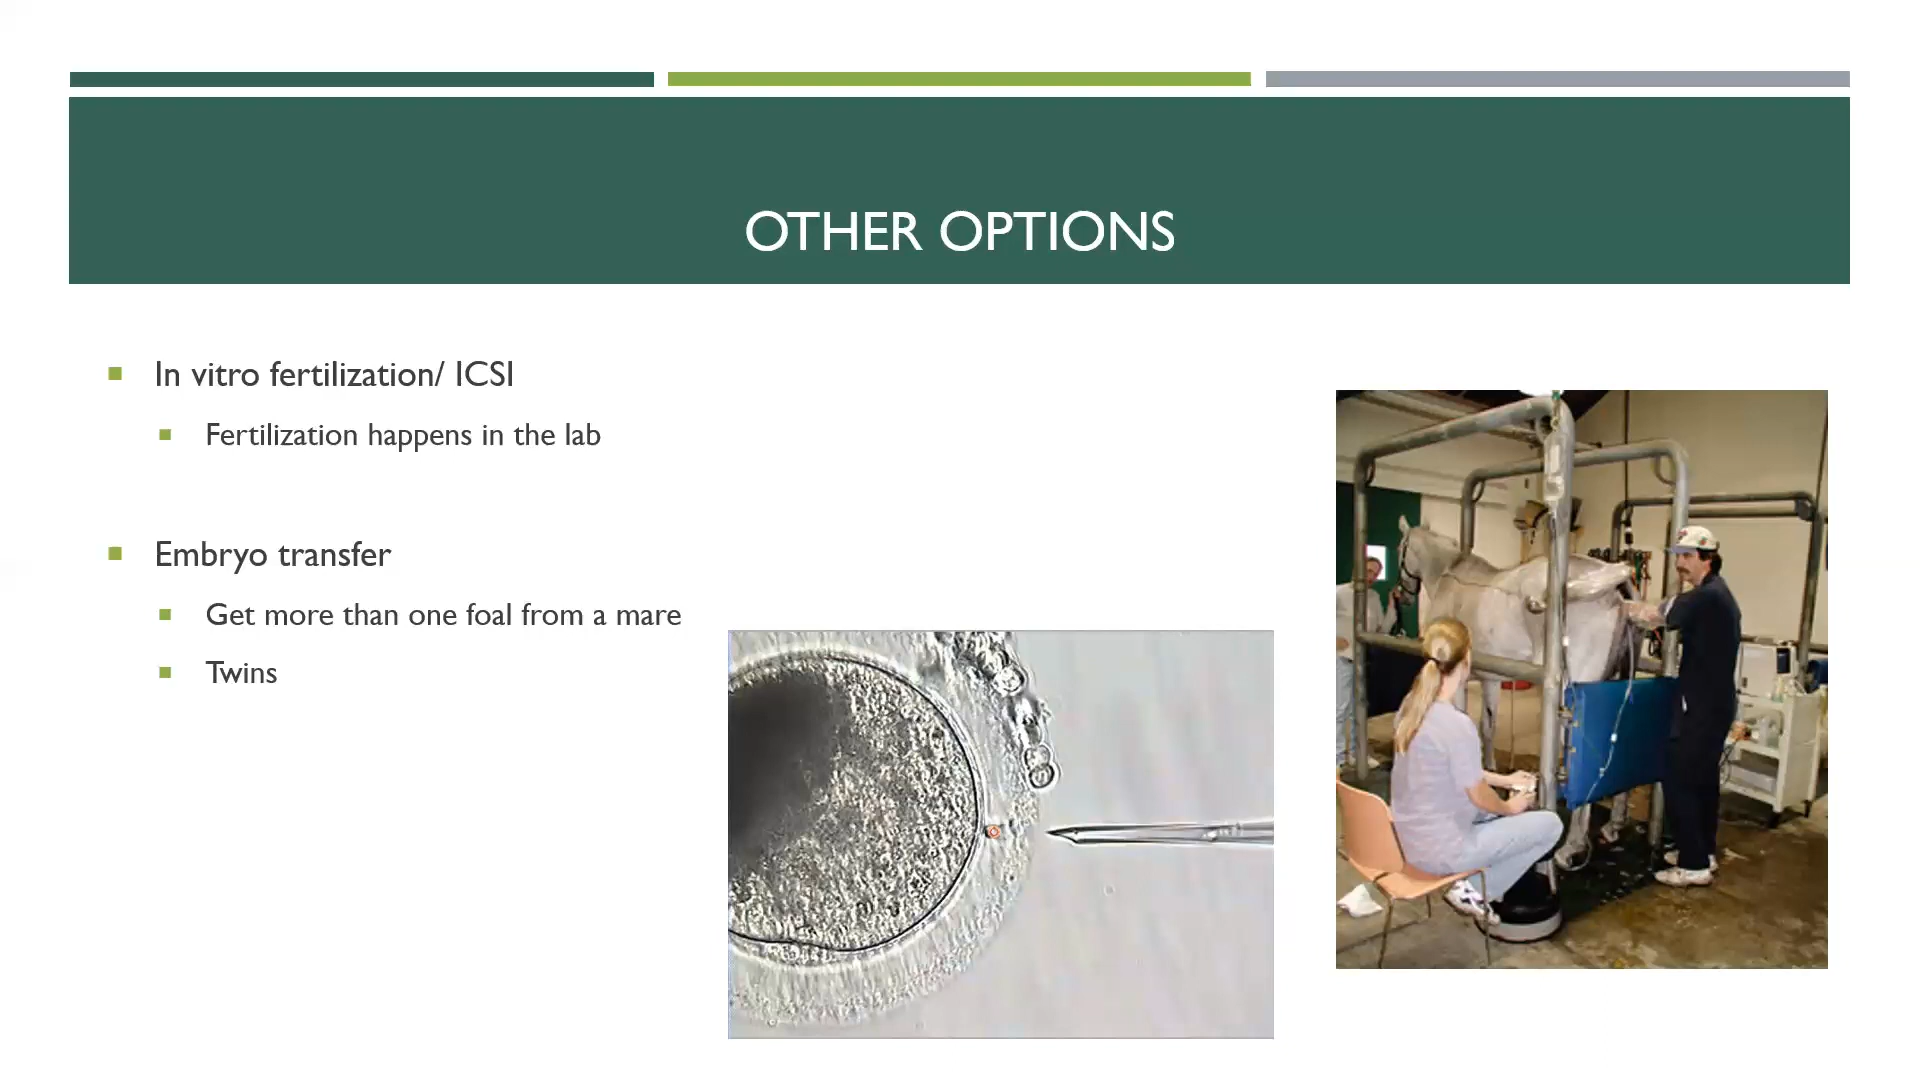 OTHER OPTIONS
In vitro fertilization/ ICSI
Fertilization happens in the lab
Embryo transfer
Get more than one foal from a mare
Twins